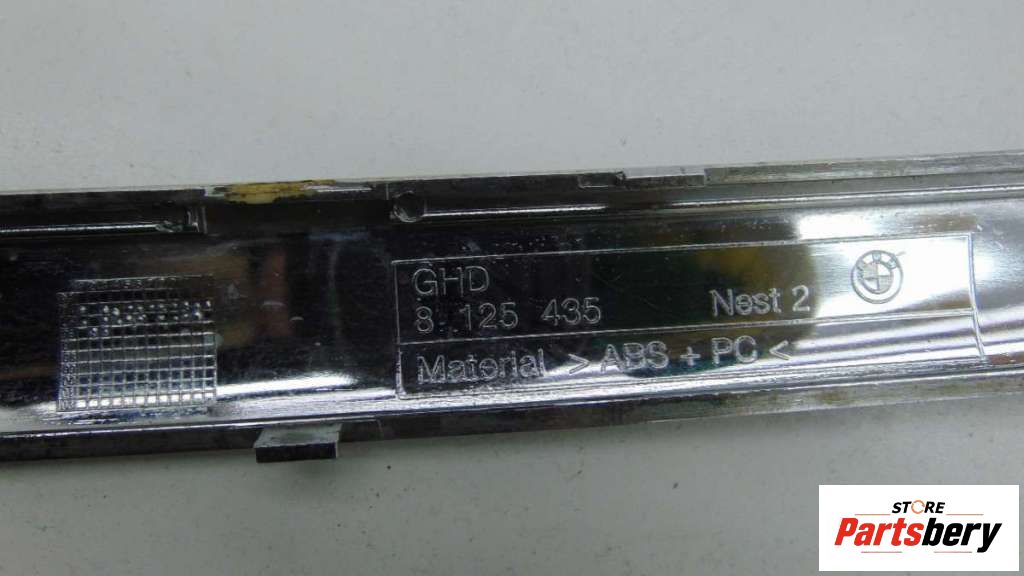 GHD
8 125 435 Nest 2
Material > ABS + PC <
STORE
Partsbery